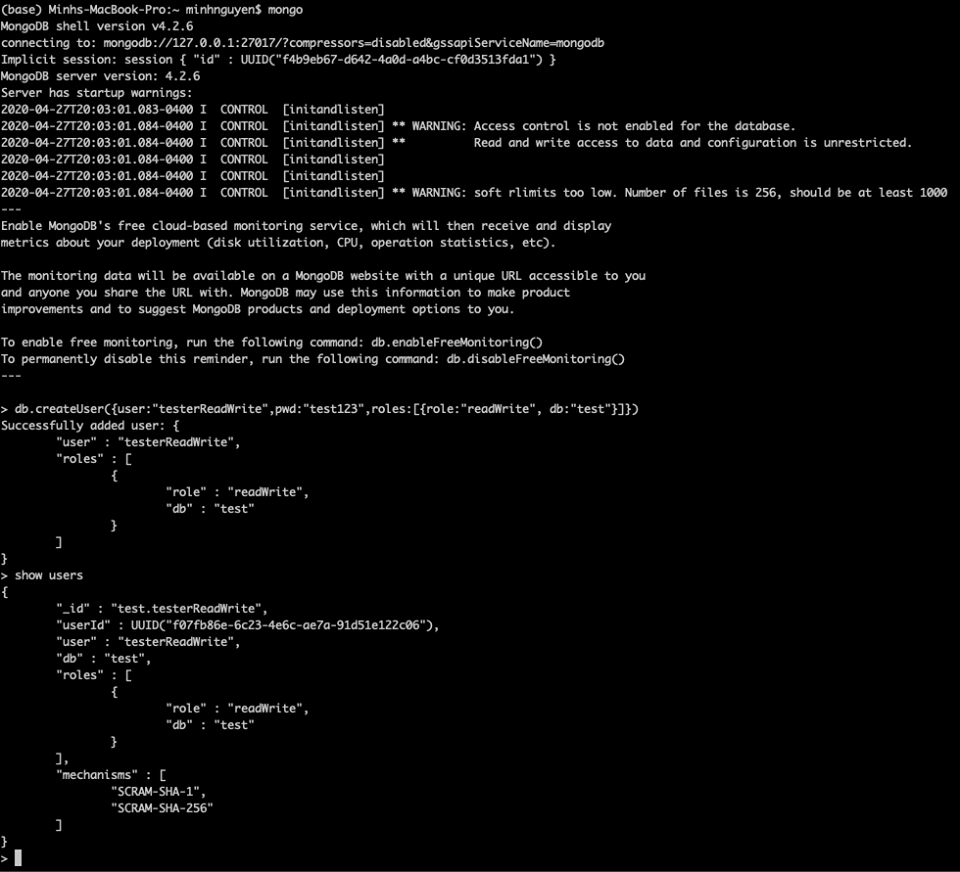 (base) Minhs-MacBook-Pro:~ minhnguyen$ mongo
MongoDB shell version v4.2.6
connecting to: mongodb://127.0.0.1:27017/?compressors=disabled&gssapiServiceName=mongodb
Implicit session: session { "id" : UUID("f4b9eb67-d642-4a0d-a4bc-cf0d3513fda1") }
MongoDB server version: 4.2.6
Server has startup warnings:
2020-04-27T20:03:01.083-0400 I  CONTROL  [initandlisten]
2020-04-27T20:03:01.084-0400 I  CONTROL  [initandlisten] ** WARNING: Access control is not enabled for the database.
2020-04-27T20:03:01.084-0400 I  CONTROL  [initandlisten] **          Read and write access to data and configuration is unrestricted.
2020-04-27T20:03:01.084-0400 I  CONTROL  [initandlisten]
2020-04-27T20:03:01.084-0400 I  CONTROL  [initandlisten]
2020-04-27T20:03:01.084-0400 I  CONTROL  [initandlisten] ** WARNING: soft rlimits too low. Number of files is 256, should be at least 1000
---
Enable MongoDB's free cloud-based monitoring service, which will then receive and display
metrics about your deployment (disk utilization, CPU, operation statistics, etc).

The monitoring data will be available on a MongoDB website with a unique URL accessible to you
and anyone you share the URL with. MongoDB may use this information to make product
improvements and to suggest MongoDB products and deployment options to you.

To enable free monitoring, run the following command: db.enableFreeMonitoring()
To permanently disable this reminder, run the following command: db.disableFreeMonitoring()
---

> db.createUser({user:"testerReadWrite",pwd:"test123",roles:[{role:"readWrite", db:"test"}]})
Successfully added user: {
        "user" : "testerReadWrite",
        "roles" : [
                {
                        "role" : "readWrite",
                        "db" : "test"
                }
        ]
}
> show users
{
        "_id" : "test.testerReadWrite",
        "userId" : UUID("f07fb86e-6c23-4e6c-ae7a-91d51e122c06"),
        "user" : "testerReadWrite",
        "db" : "test",
        "roles" : [
                {
                        "role" : "readWrite",
                        "db" : "test"
                }
        ],
        "mechanisms" : [
                "SCRAM-SHA-1",
                "SCRAM-SHA-256"
        ]
}
>